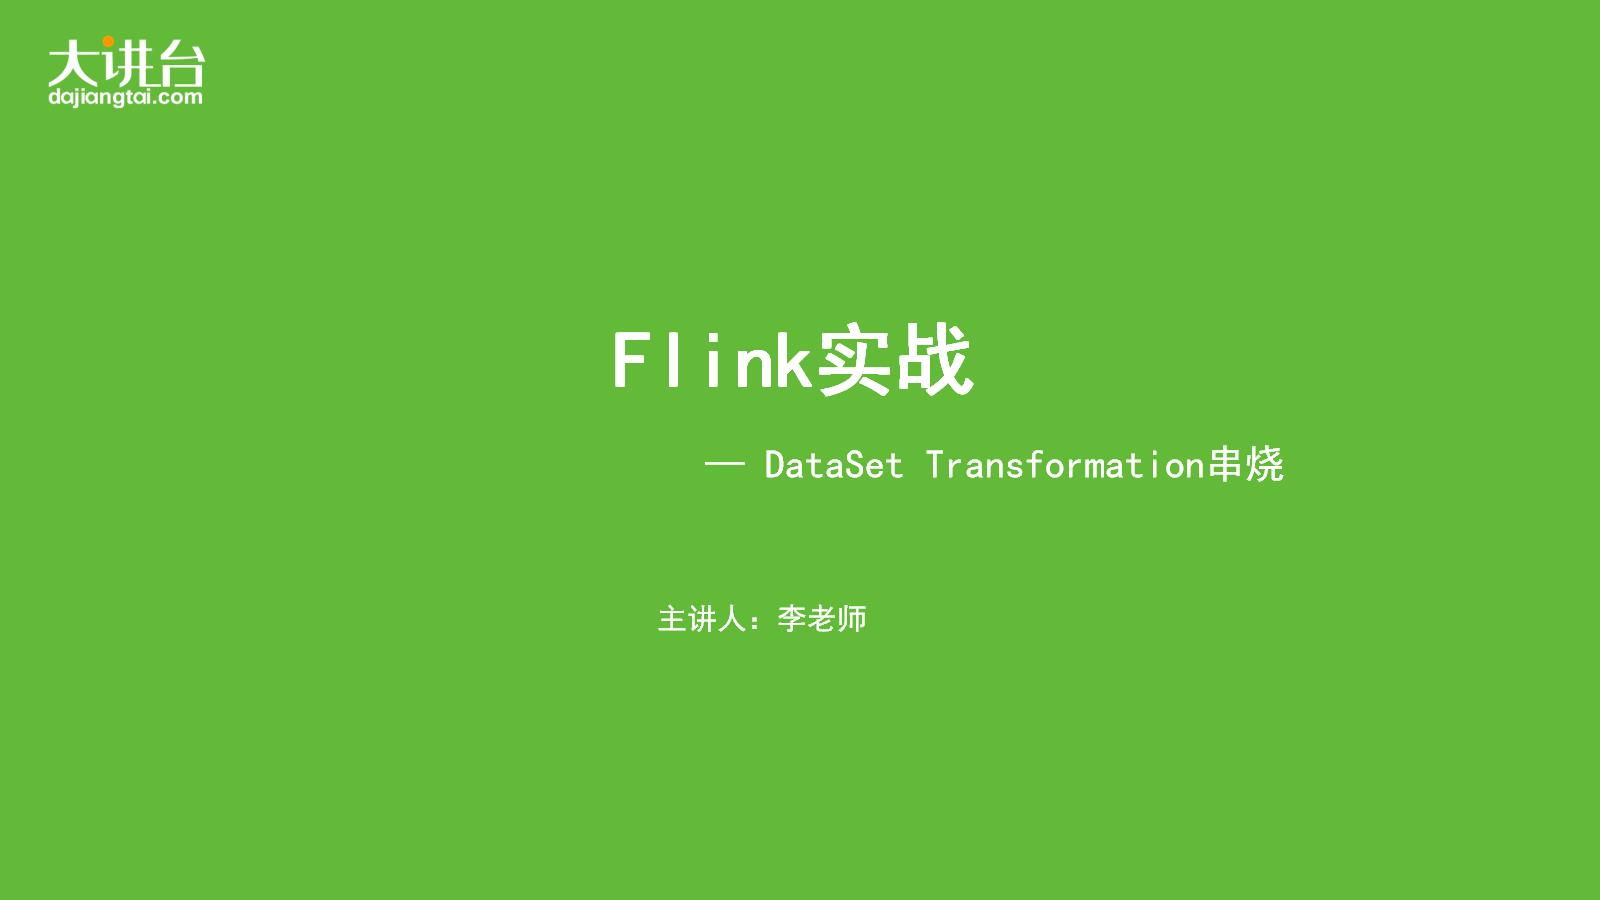 大讲台
dajiangtai.com
Flink实战
— DataSet Transformation串烧
主讲人：李老师